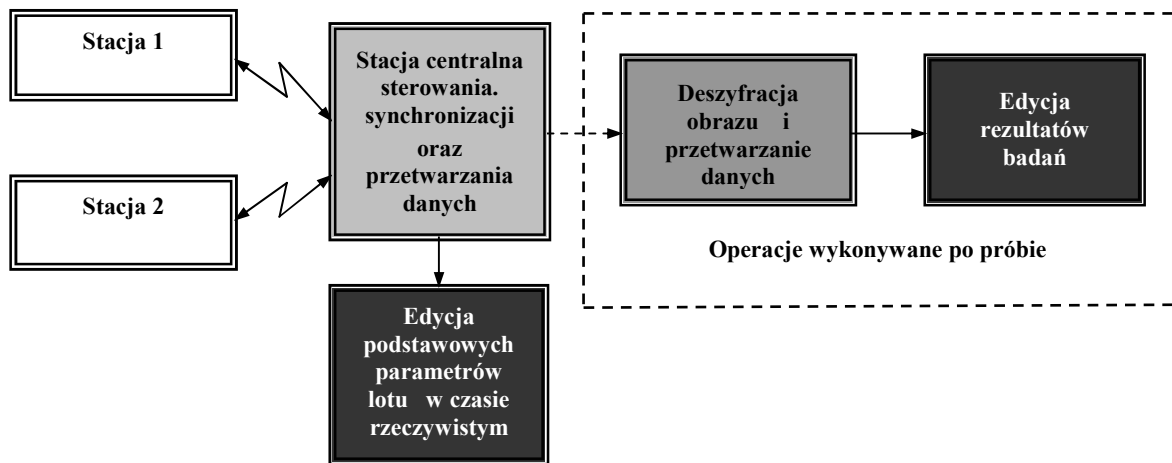 Stacja 1
Stacja 2
Stacja centralna
sterowania.
synchronizacji
oraz
przetwarzania
danych
Edycja
podstawowych
parametrów
lotu w czasie
rzeczywistym
Deszyfracja
obrazu i
przetwarzanie
danych
Edycja
rezultatów
badań
Operacje wykonywane po próbie